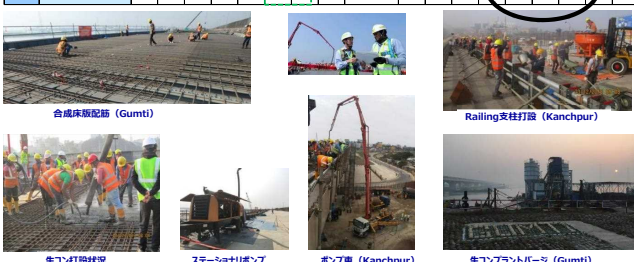 合成床版配筋（Gumti）
Railing支柱打設（Kanchpur）
生コン打設状況
ステーショナリポンプ
ポンプ車（Kanchpur）
生コンプラントバージ（Gumti）